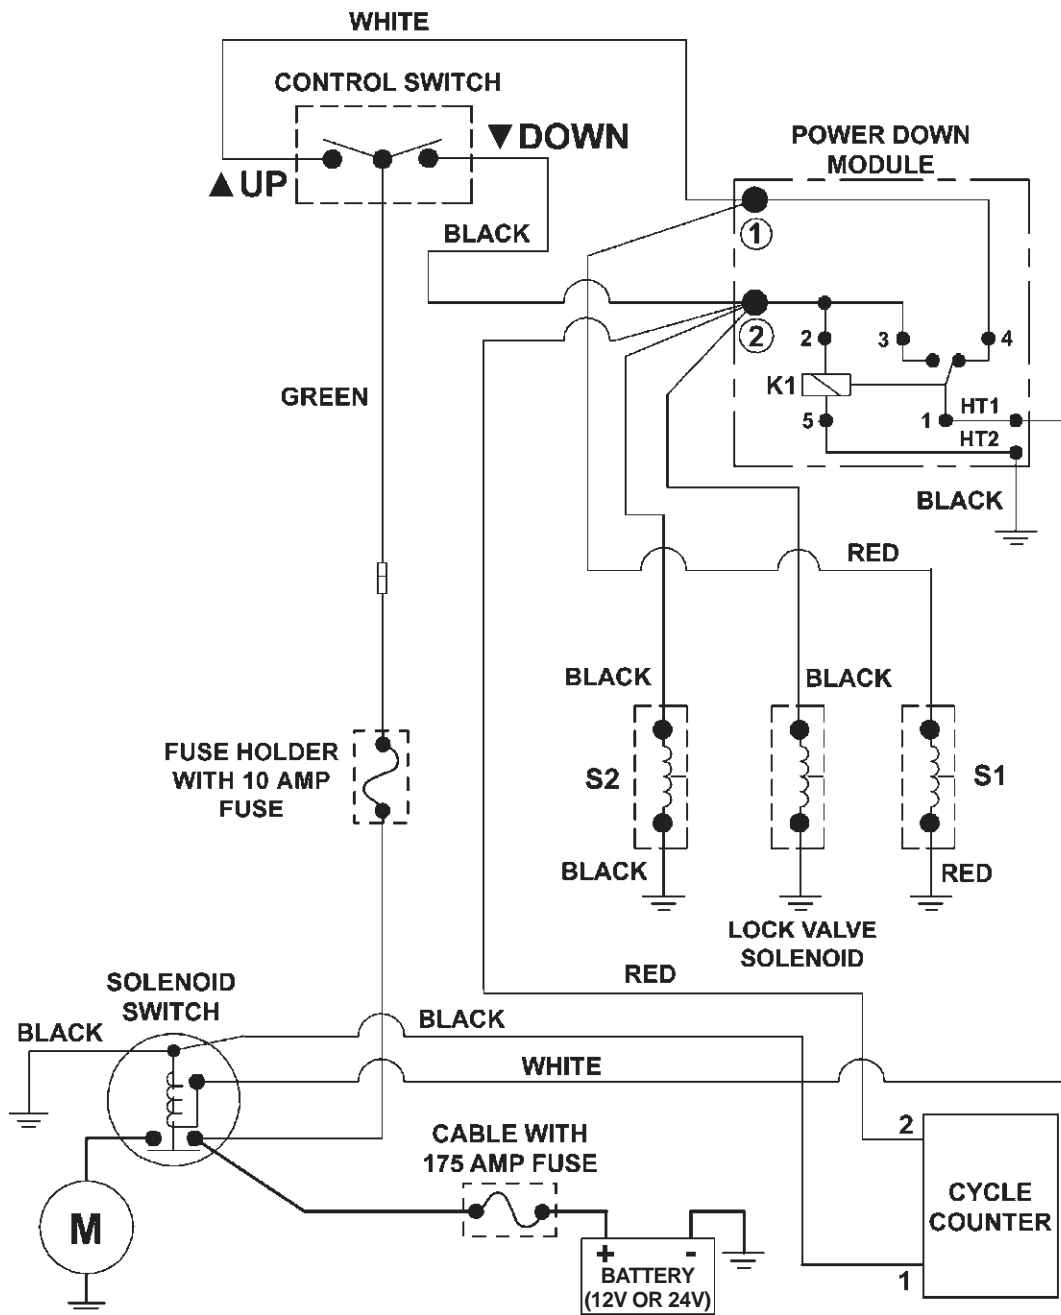 WHITE
CONTROL SWITCH
▼DOWN
▲UP
POWER DOWN
MODULE
BLACK
1
2
2
3
4
K1
5
1
HT1
HT2
GREEN
BLACK
RED
BLACK
BLACK
FUSE HOLDER
WITH 10 AMP
FUSE
S2
S1
BLACK
RED
LOCK VALVE
SOLENOID
RED
SOLENOID
SWITCH
BLACK
BLACK
WHITE
CABLE WITH
175 AMP FUSE
2
CYCLE
COUNTER
1
M
+ -
BATTERY
(12V OR 24V)